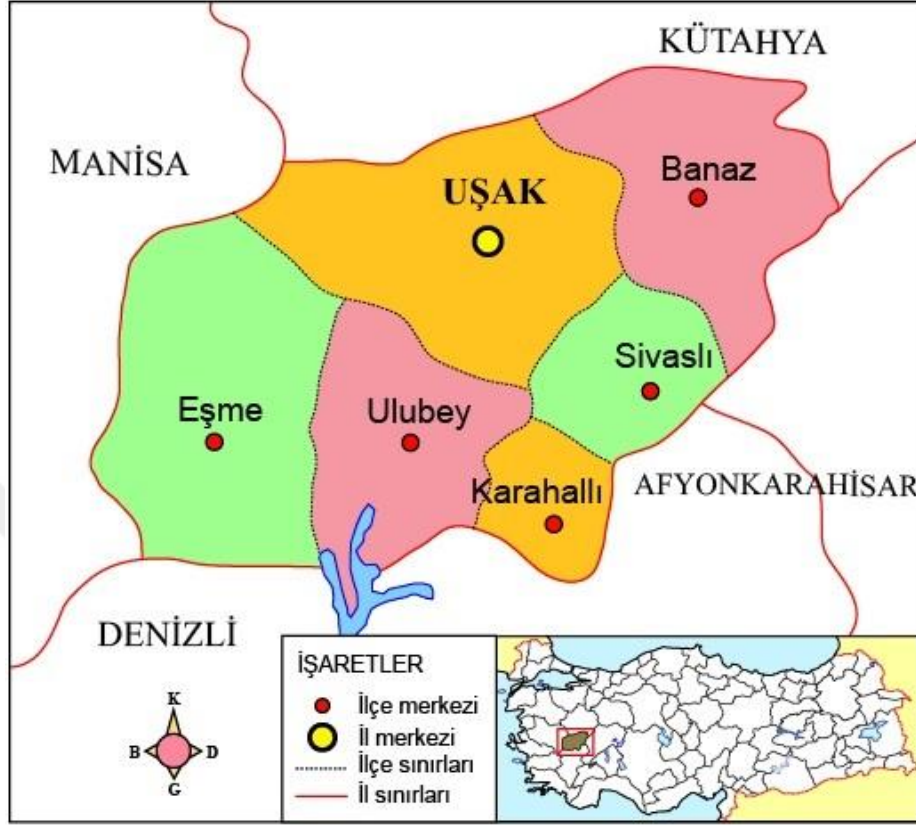 KÜTAHYA
MANİSA
Banaz
UŞAK
Sivaslı
Eşme
Ulubey
Karahallı
AFYONKARAHİSAR
DENİZLİ
K
B
D
G
İŞARETLER
İlçe merkezi
İl merkezi
İlçe sınırları
İl sınırları